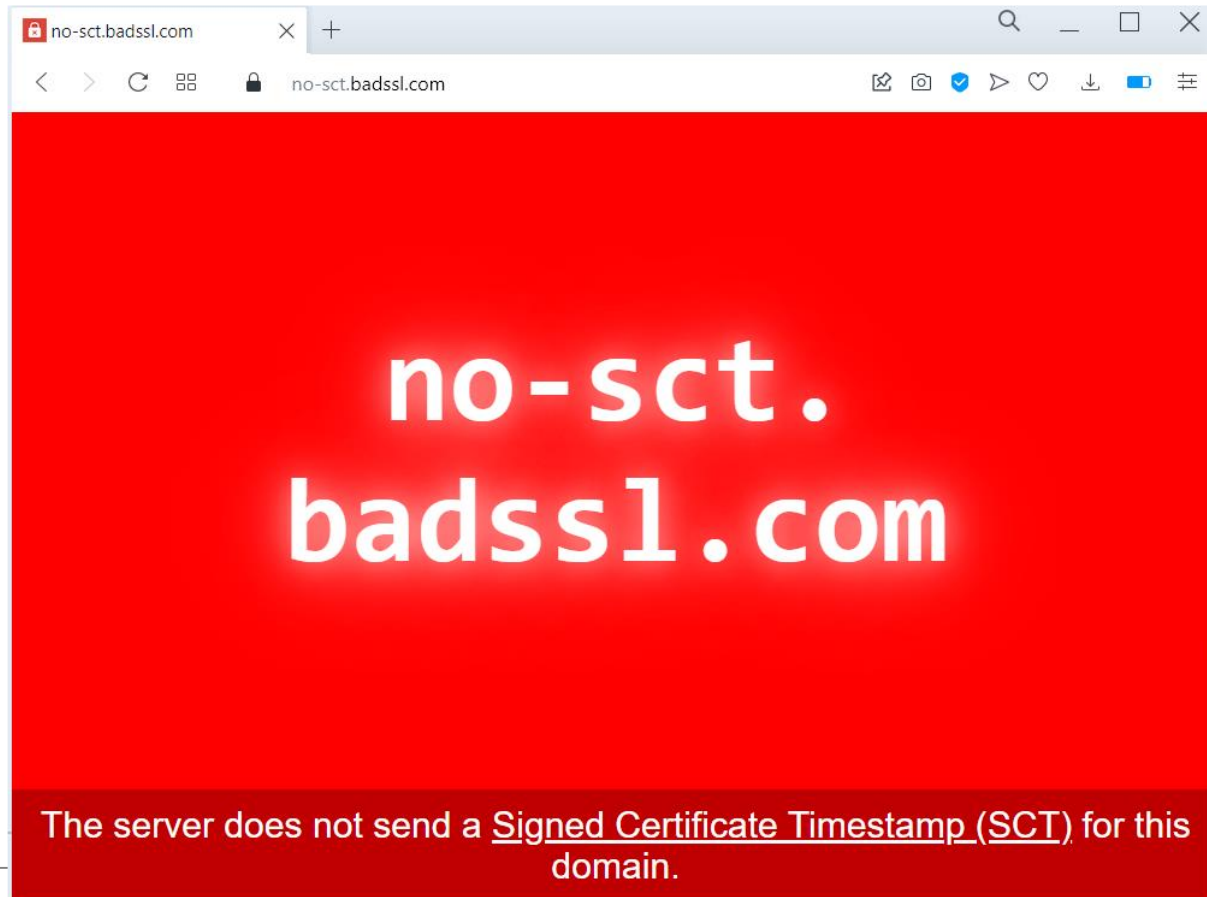 no-sct.badssl.com
no-sct.badssl.com
no-sct.
badssl.com
The server does not send a Signed Certificate Timestamp (SCT) for this
domain.